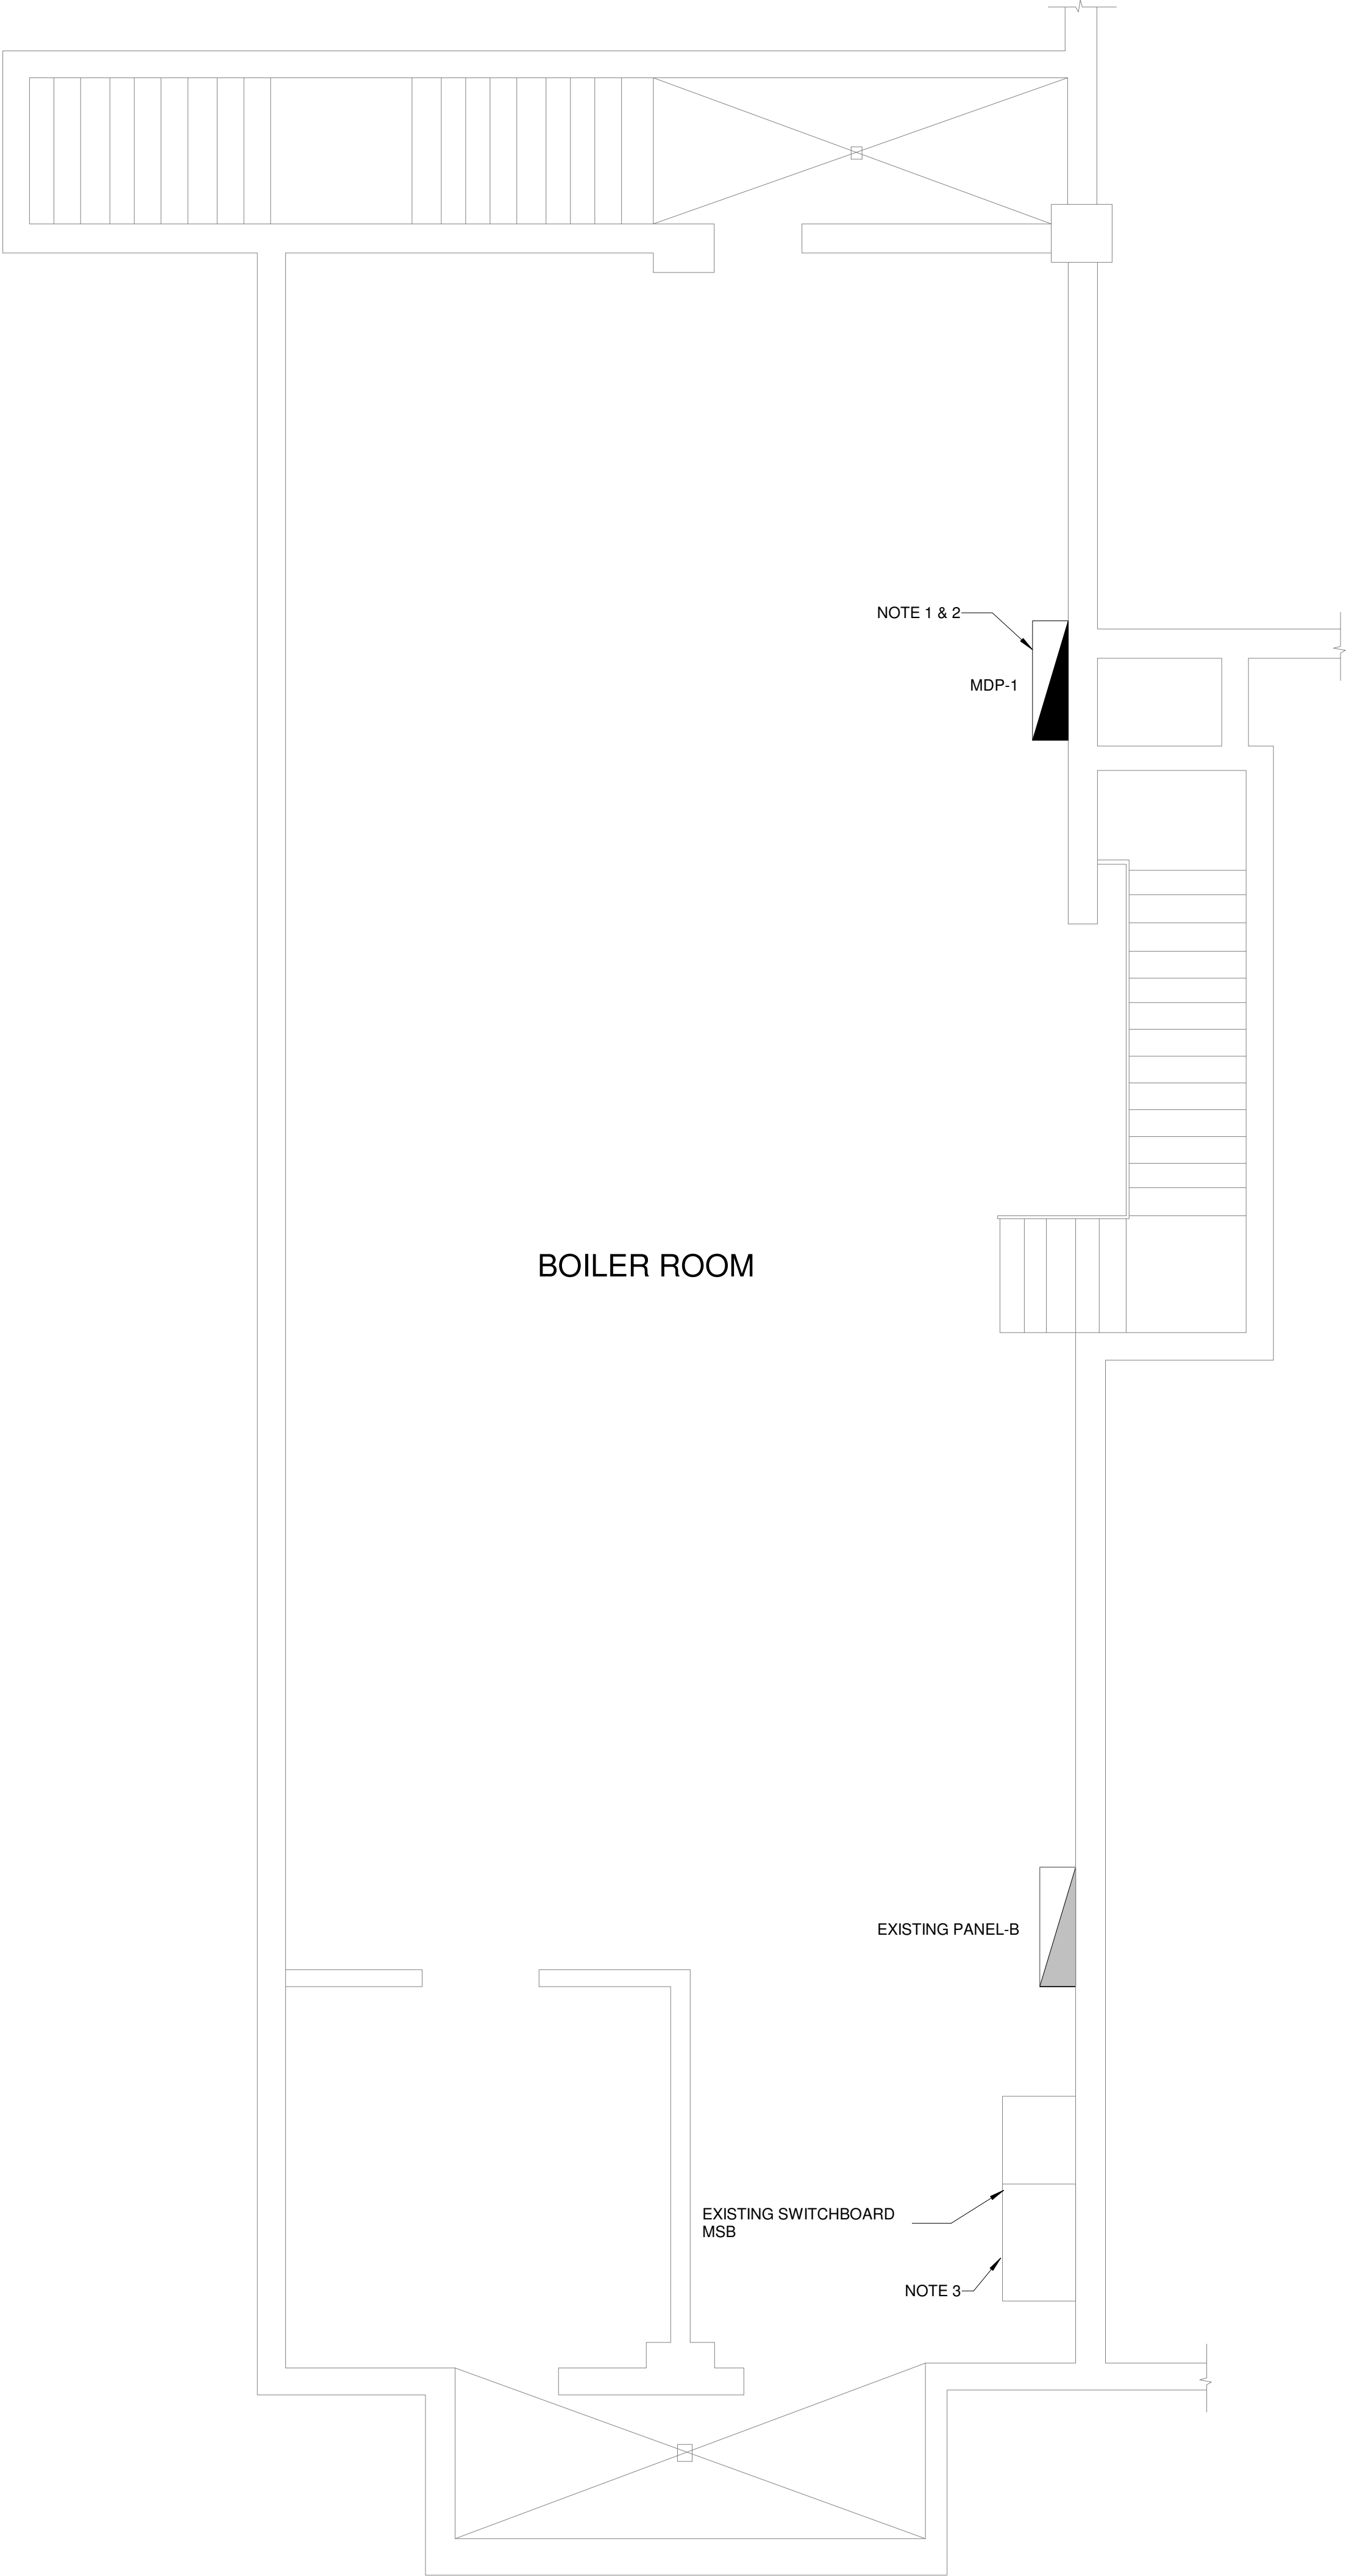 NOTE 1 & 2
MDP-1
BOILER ROOM
EXISTING PANEL-B
EXISTING SWITCHBOARD
MSB
NOTE 3